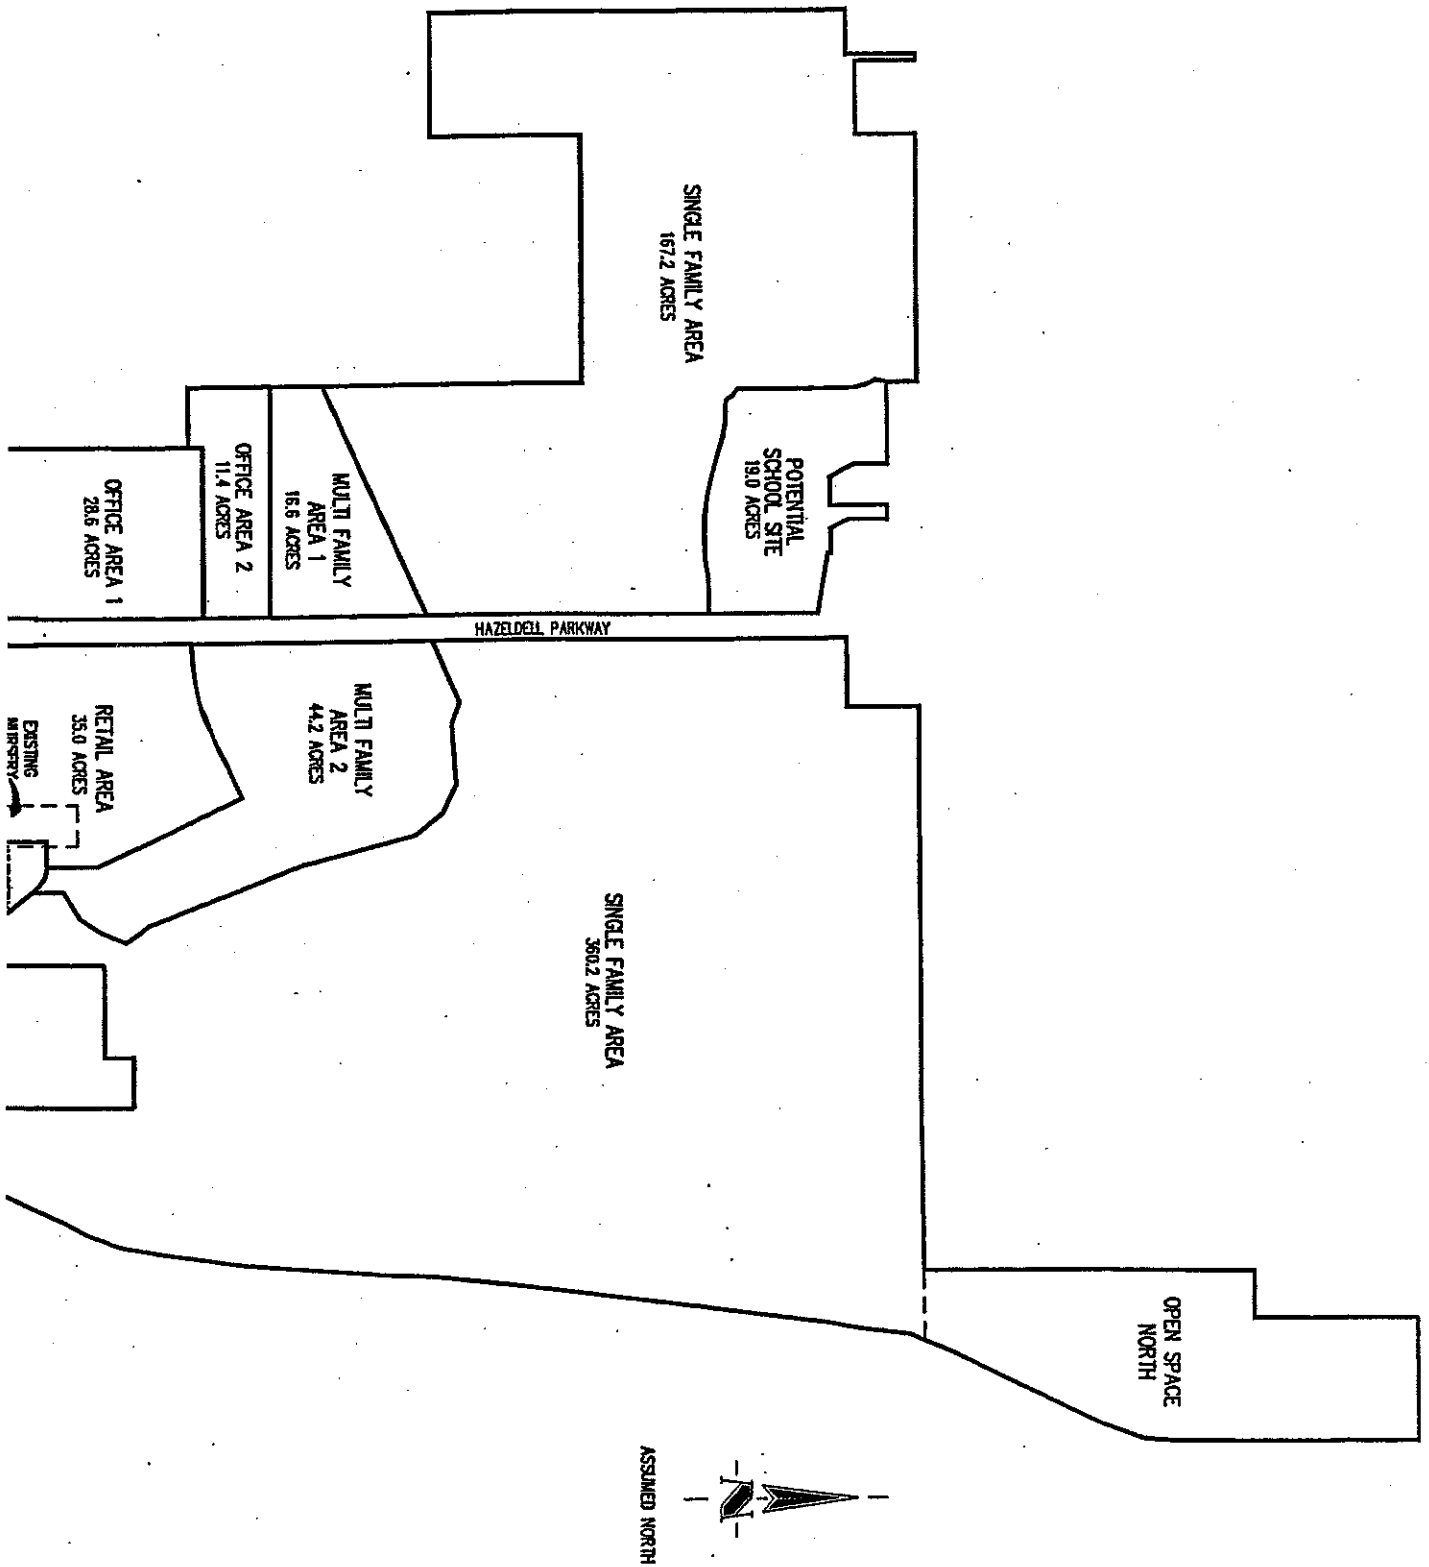 SINGLE FAMILY AREA
167.2 ACRES
POTENTIAL
SCHOOL SITE
19.0 ACRES
MULTI FAMILY
AREA 1
16.6 ACRES
OFFICE AREA 2
11.4 ACRES
OFFICE AREA 1
28.6 ACRES
HAZELDELL PARKWAY
MULTI FAMILY
AREA 2
44.2 ACRES
RETAIL AREA
35.0 ACRES
EXISTING
NURSERY
SINGLE FAMILY AREA
360.2 ACRES
OPEN SPACE
NORTH
N
ASSUMED NORTH